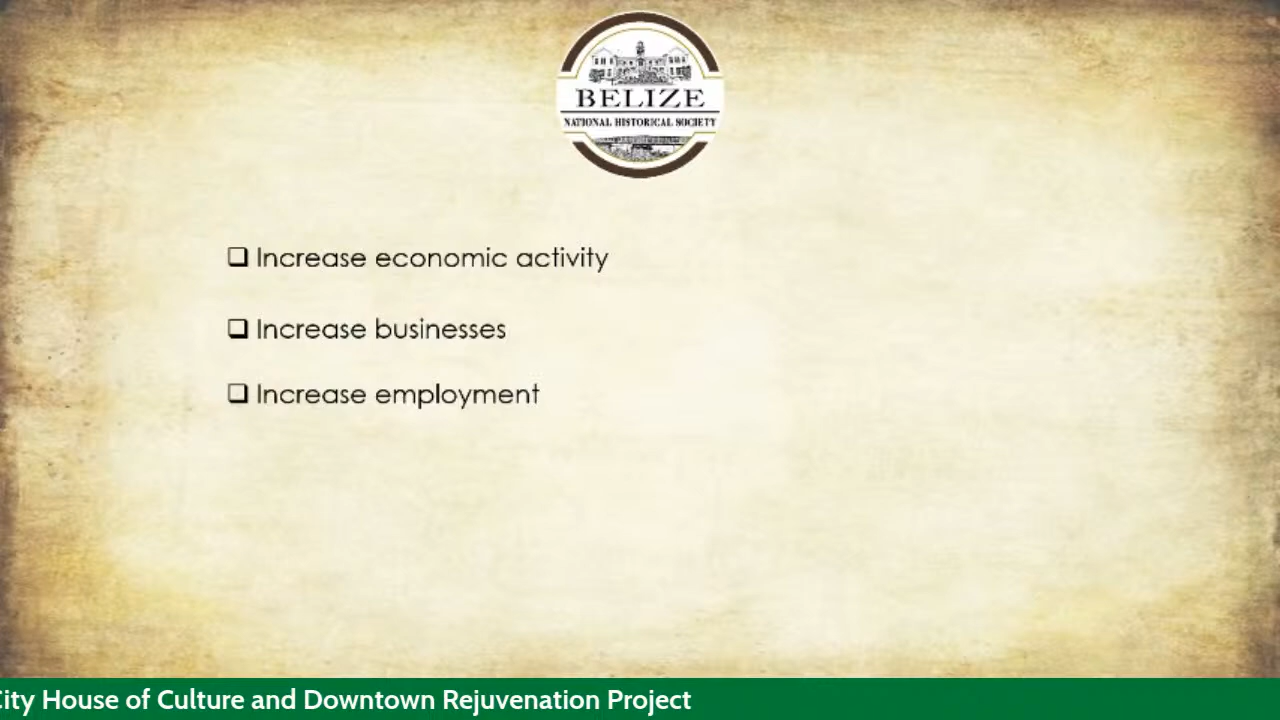 BELIZE
NATIONAL HISTORICAL SOCIETY
❑ Increase economic activity
❑ Increase businesses
❑ Increase employment
City House of Culture and Downtown Rejuvenation Project